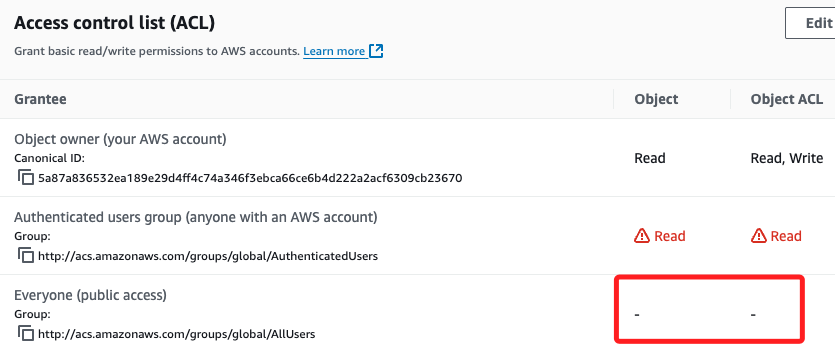 Access control list (ACL)
Edit
Grant basic read/write permissions to AWS accounts. Learn more
Grantee Object Object ACL
Object owner (your AWS account)
Canonical ID:
5a87a836532ea189e29d4ff4c74a346f3ebca66ce6b4d222a2acf6309cb23670
Read Read, Write
Authenticated users group (anyone with an AWS account)
Group:
http://acs.amazonaws.com/groups/global/AuthenticatedUsers
Read Read
Everyone (public access)
Group:
http://acs.amazonaws.com/groups/global/AllUsers
- -